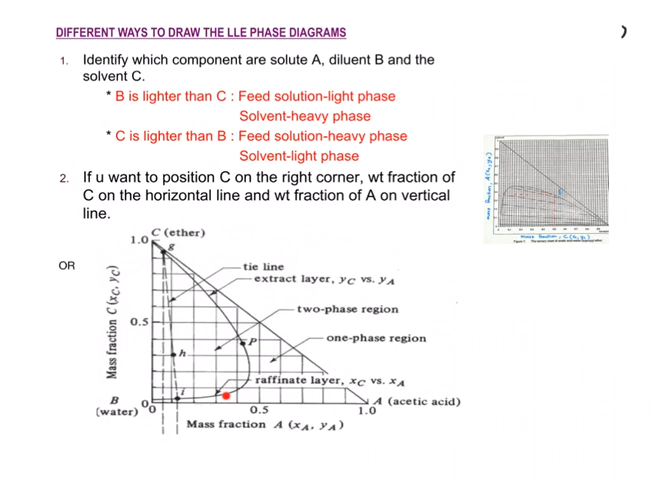 DIFFERENT WAYS TO DRAW THE LLE PHASE DIAGRAMS
1. Identify which component are solute A, diluent B and the
solvent C.
* B is lighter than C : Feed solution-light phase
Solvent-heavy phase
* C is lighter than B : Feed solution-heavy phase
Solvent-light phase
2. If u want to position C on the right corner, wt fraction of
C on the horizontal line and wt fraction of A on vertical
line.
OR
C (ether)
1.0
g
tie line
extract layer, yC vs. yA
two-phase region
0.5
one-phase region
P
h
raffinate layer, xC vs. xA
i
Mass fraction C (xC, yC)
B
(water)
0
0
0.5
1.0
A (acetic acid)
Mass fraction A (xA, yA)
mass fraction, A
mass fraction, C